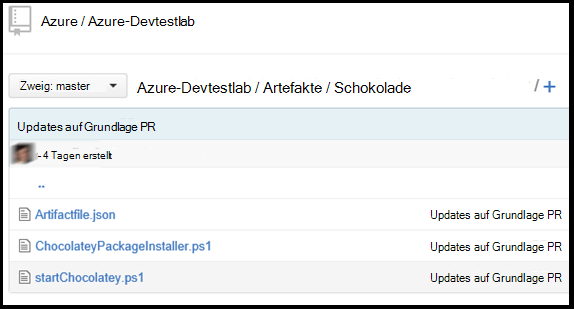 Azure / Azure-Devtestlab
Zweig: master Azure-Devtestlab / Artefakte / Schokolade / +
Updates auf Grundlage PR
- 4 Tagen erstellt
..
Artifactfile.json Updates auf Grundlage PR
ChocolateyPackageInstaller.ps1 Updates auf Grundlage PR
startChocolatey.ps1 Updates auf Grundlage PR